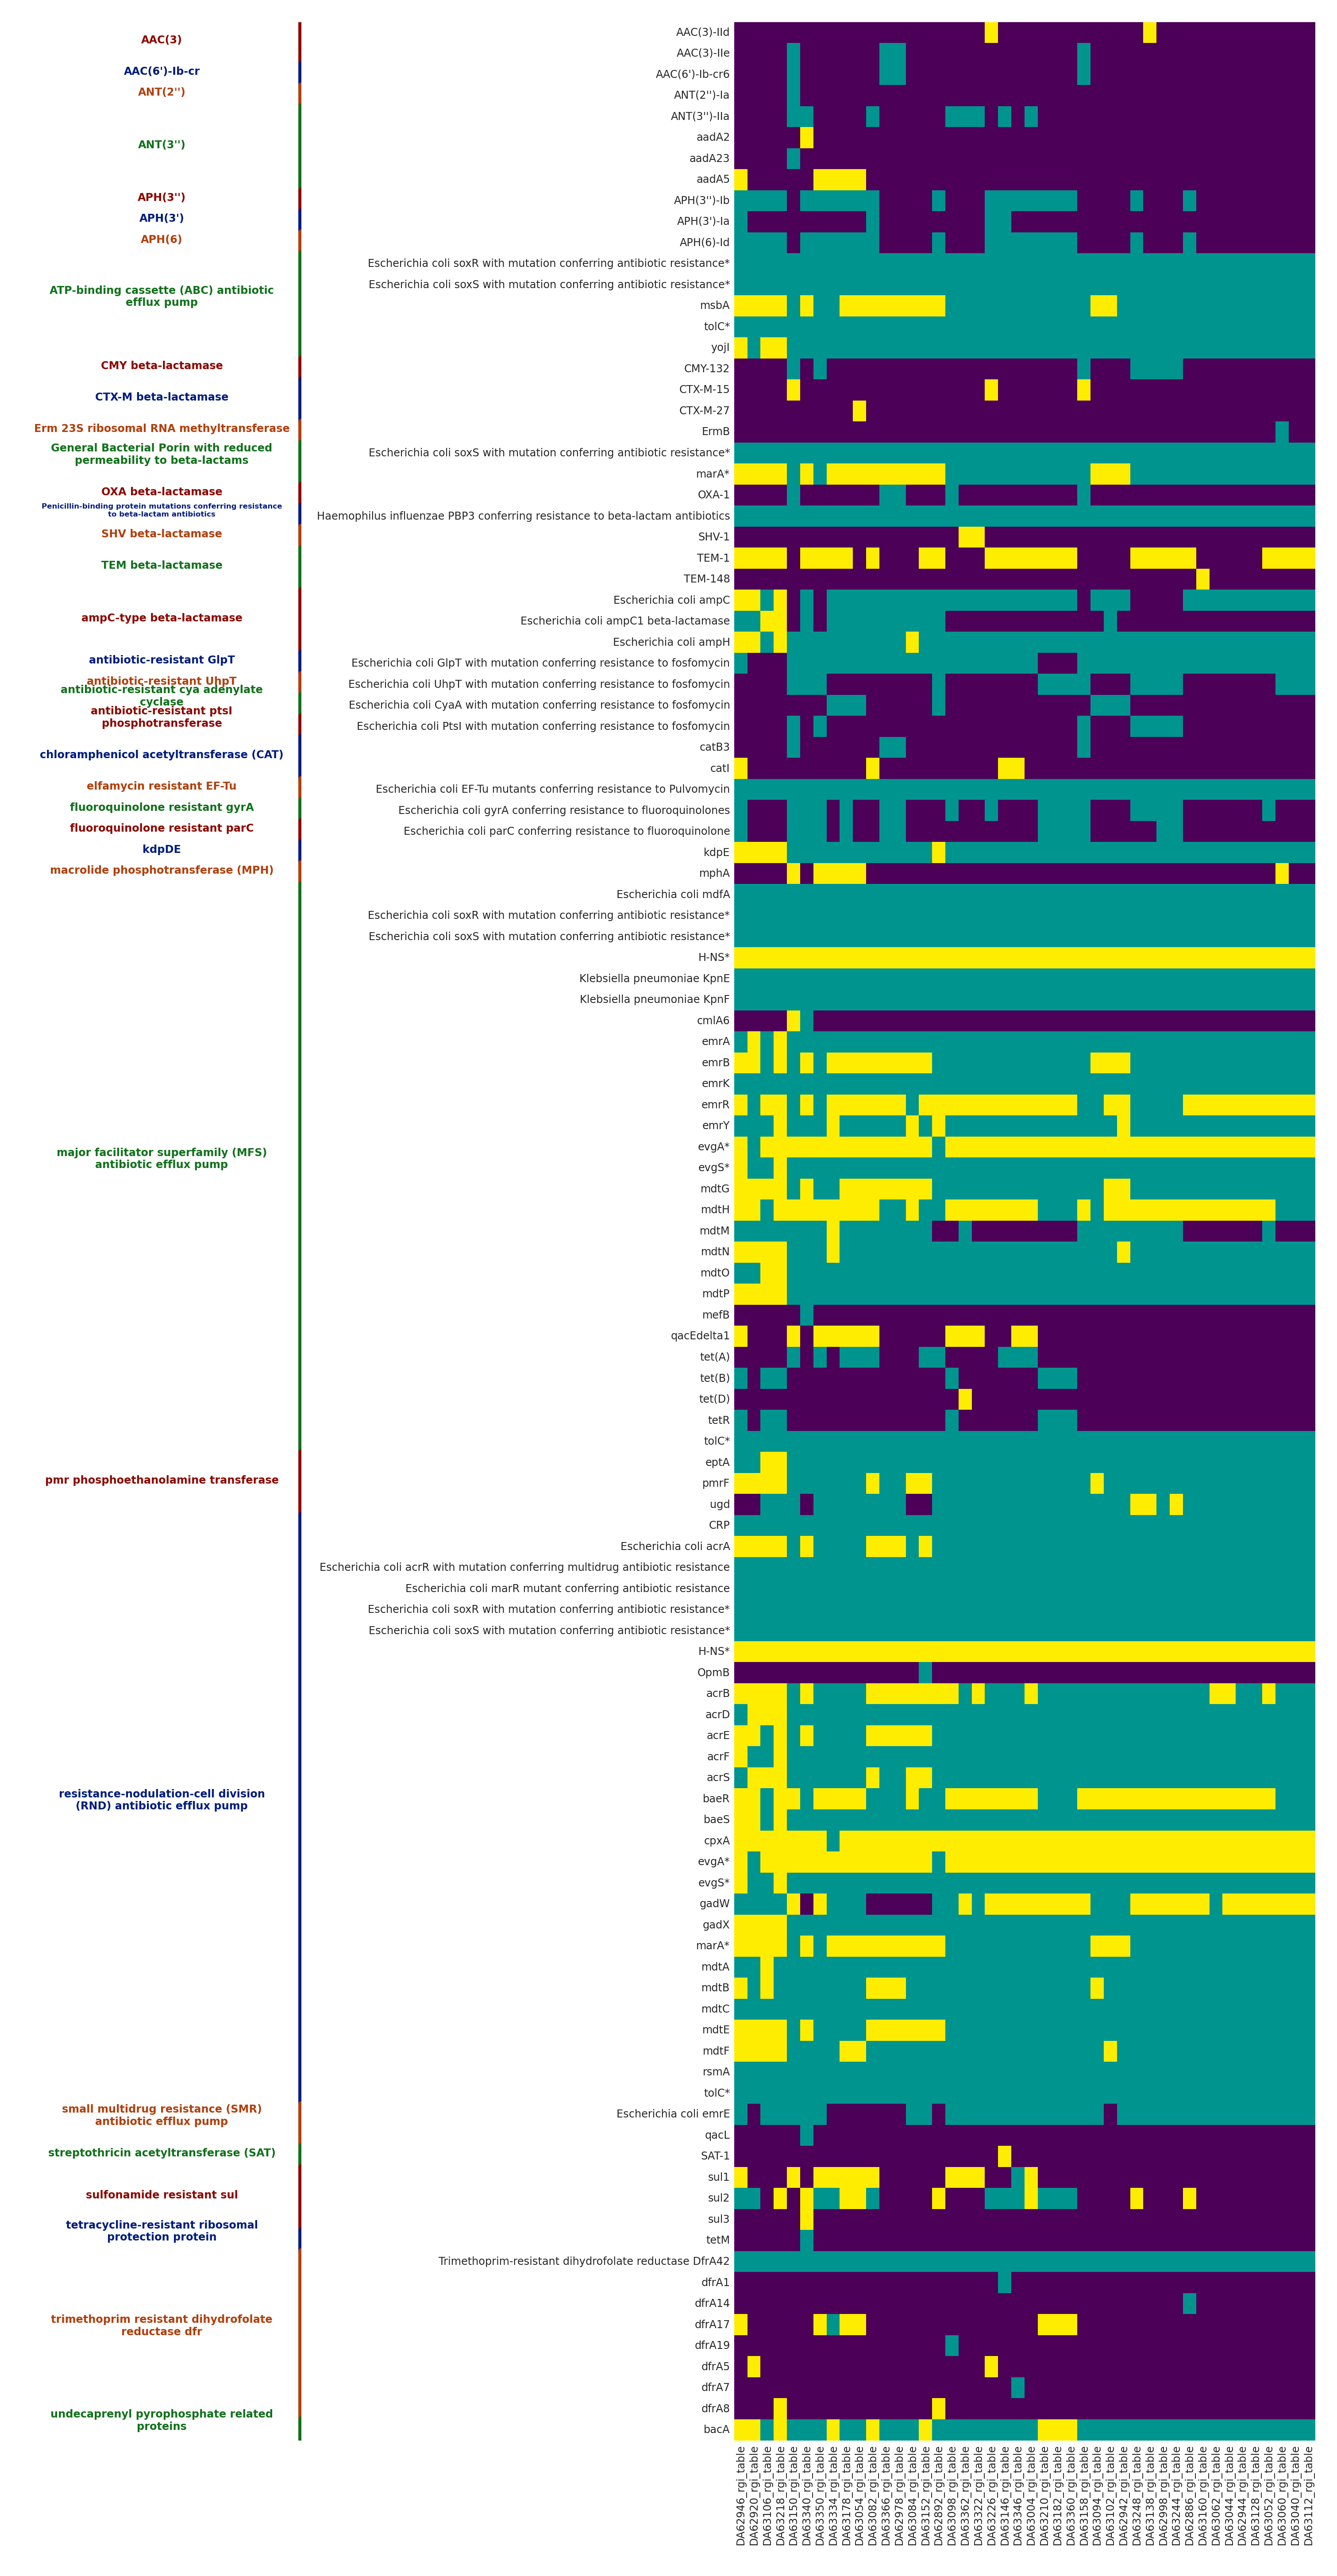 AAC(3)
AAC(6')-Ib-cr
ANT(2'')
ANT(3'')
APH(3'')
APH(3')
APH(6)
ATP-binding cassette (ABC) antibiotic
efflux pump
CMY beta-lactamase
CTX-M beta-lactamase
Erm 23S ribosomal RNA methyltransferase
General Bacterial Porin with reduced
permeability to beta-lactams
OXA beta-lactamase
Penicillin-binding protein mutations conferring resistance
to beta-lactam antibiotics
SHV beta-lactamase
TEM beta-lactamase
ampC-type beta-lactamase
antibiotic-resistant GlpT
antibiotic-resistant UhpT
antibiotic-resistant cya adenylate
cyclase
antibiotic-resistant ptsI
phosphotransferase
chloramphenicol acetyltransferase (CAT)
elfamycin resistant EF-Tu
fluoroquinolone resistant gyrA
fluoroquinolone resistant parC
kdpDE
macrolide phosphotransferase (MPH)
major facilitator superfamily (MFS)
antibiotic efflux pump
pmr phosphoethanolamine transferase
resistance-nodulation-cell division
(RND) antibiotic efflux pump
small multidrug resistance (SMR)
antibiotic efflux pump
streptothricin acetyltransferase (SAT)
sulfonamide resistant sul
tetracycline-resistant ribosomal
protection protein
trimethoprim resistant dihydrofolate
reductase dfr
undecaprenyl pyrophosphate related
proteins
AAC(3)-IId
AAC(3)-IIe
AAC(6')-Ib-cr6
ANT(2'')-Ia
ANT(3'')-IIa
aadA2
aadA23
aadA5
APH(3'')-Ib
APH(3')-Ia
APH(6)-Id
Escherichia coli soxR with mutation conferring antibiotic resistance*
Escherichia coli soxS with mutation conferring antibiotic resistance*
msbA
tolC*
yojI
CMY-132
CTX-M-15
CTX-M-27
ErmB
Escherichia coli soxS with mutation conferring antibiotic resistance*
marA*
OXA-1
Haemophilus influenzae PBP3 conferring resistance to beta-lactam antibiotics
SHV-1
TEM-1
TEM-148
Escherichia coli ampC
Escherichia coli ampC1 beta-lactamase
Escherichia coli ampH
Escherichia coli GlpT with mutation conferring resistance to fosfomycin
Escherichia coli UhpT with mutation conferring resistance to fosfomycin
Escherichia coli CyaA with mutation conferring resistance to fosfomycin
Escherichia coli PtsI with mutation conferring resistance to fosfomycin
catB3
catI
Escherichia coli EF-Tu mutants conferring resistance to Pulvomycin
Escherichia coli gyrA conferring resistance to fluoroquinolones
Escherichia coli parC conferring resistance to fluoroquinolone
kdpE
mphA
Escherichia coli mdfA
Escherichia coli soxR with mutation conferring antibiotic resistance*
Escherichia coli soxS with mutation conferring antibiotic resistance*
H-NS*
Klebsiella pneumoniae KpnE
Klebsiella pneumoniae KpnF
cmlA6
emrA
emrB
emrK
emrR
emrY
evgA*
evgS*
mdtG
mdtH
mdtM
mdtN
mdtO
mdtP
mefB
qacEdelta1
tet(A)
tet(B)
tet(D)
tetR
tolC*
eptA
pmrF
ugd
CRP
Escherichia coli acrA
Escherichia coli acrR with mutation conferring multidrug antibiotic resistance
Escherichia coli marR mutant conferring antibiotic resistance
Escherichia coli soxR with mutation conferring antibiotic resistance*
Escherichia coli soxS with mutation conferring antibiotic resistance*
H-NS*
OpmB
acrB
acrD
acrE
acrF
acrS
baeR
baeS
cpxA
evgA*
evgS*
gadW
gadX
marA*
mdtA
mdtB
mdtC
mdtE
mdtF
rsmA
tolC*
Escherichia coli emrE
qacL
SAT-1
sul1
sul2
sul3
tetM
Trimethoprim-resistant dihydrofolate reductase DfrA42
dfrA1
dfrA14
dfrA17
dfrA19
dfrA5
dfrA7
dfrA8
bacA
DA62946_rgi_table
DA62920_rgi_table
DA63106_rgi_table
DA63218_rgi_table
DA63150_rgi_table
DA63340_rgi_table
DA63350_rgi_table
DA63334_rgi_table
DA63178_rgi_table
DA63054_rgi_table
DA63082_rgi_table
DA63366_rgi_table
DA62978_rgi_table
DA63084_rgi_table
DA63152_rgi_table
DA62892_rgi_table
DA63098_rgi_table
DA63362_rgi_table
DA63322_rgi_table
DA63226_rgi_table
DA63146_rgi_table
DA63346_rgi_table
DA63004_rgi_table
DA63210_rgi_table
DA63182_rgi_table
DA63360_rgi_table
DA63158_rgi_table
DA63094_rgi_table
DA63102_rgi_table
DA62942_rgi_table
DA63248_rgi_table
DA63138_rgi_table
DA62998_rgi_table
DA63244_rgi_table
DA62886_rgi_table
DA63160_rgi_table
DA63062_rgi_table
DA63044_rgi_table
DA62944_rgi_table
DA63128_rgi_table
DA63052_rgi_table
DA63060_rgi_table
DA63040_rgi_table
DA63112_rgi_table